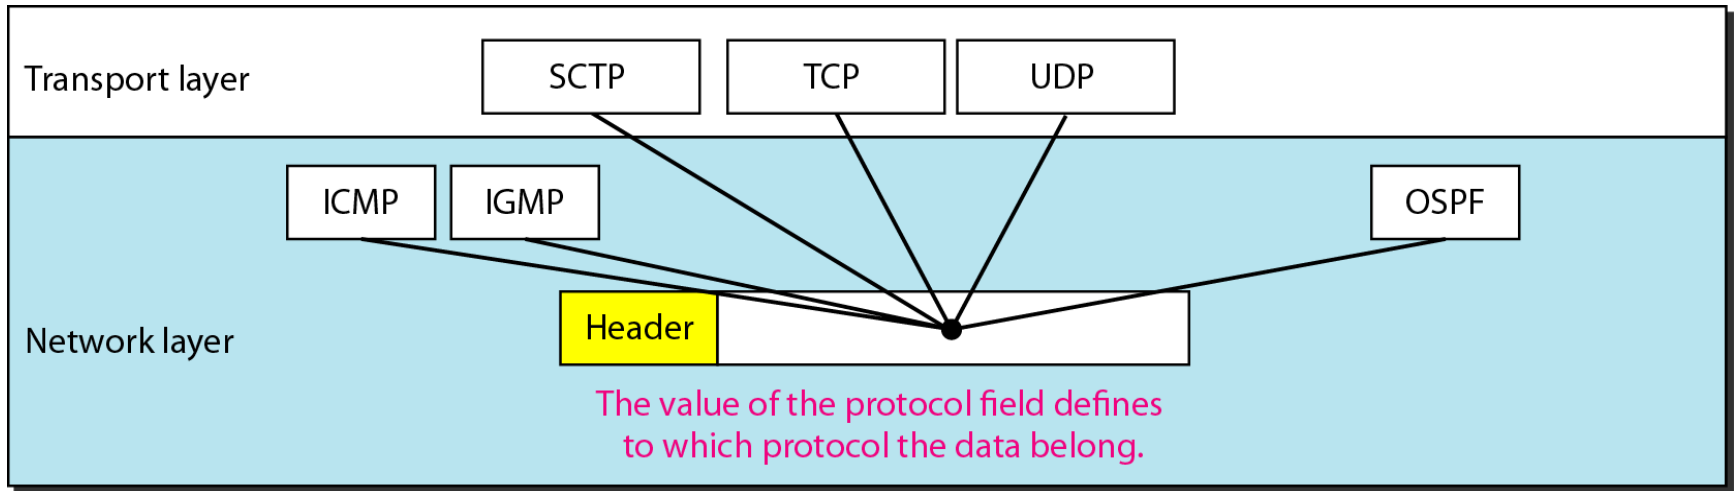 Transport layer
SCTP
TCP
UDP
ICMP
IGMP
OSPF
Network layer
Header
The value of the protocol field defines
to which protocol the data belong.